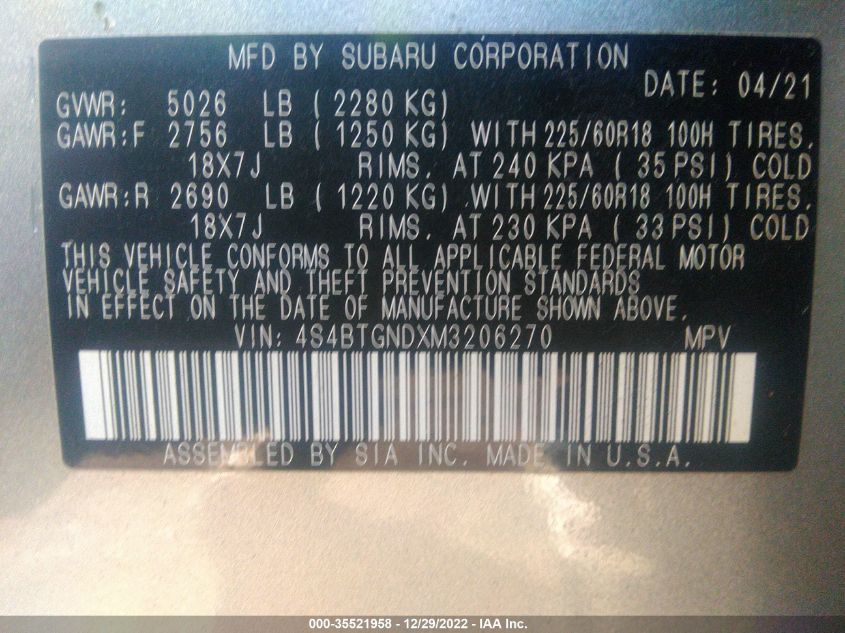 MFD BY SUBARU CORPORATION
DATE: 04/21
GVWR: 5026 LB ( 2280 KG)
GAWR:F 2756 LB ( 1250 KG) WITH 225/60R18 100H TIRES,
18X7J RIMS, AT 240 KPA ( 35 PSI) COLD
GAWR:R 2690 LB ( 1220 KG) WITH 225/60R18 100H TIRES,
18X7J RIMS, AT 230 KPA ( 33 PSI) COLD
THIS VEHICLE CONFORMS TO ALL APPLICABLE FEDERAL MOTOR
VEHICLE SAFETY AND THEFT PREVENTION STANDARDS
IN EFFECT ON THE DATE OF MANUFACTURE SHOWN ABOVE.
VIN: 4S4BTGNDXM3206270 MPV
ASSEMBLED BY SIA INC. MADE IN U.S.A.
000-35521958 - 12/29/2022 - IAA Inc.